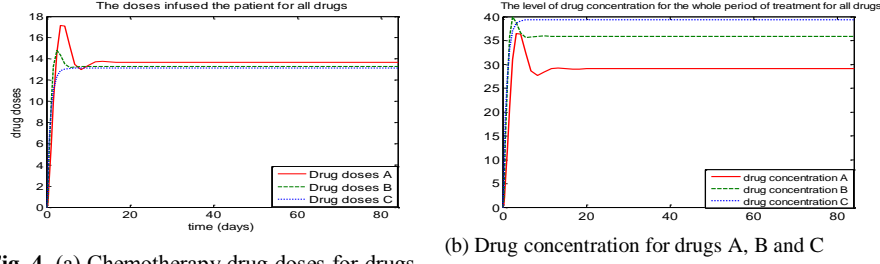 The doses infused the patient for all drugs
18
16
14
12
10
8
6
4
2
0
drug doses
0 20 40 60 80
time (days)
Drug doses A
Drug doses B
Drug doses C
The level of drug concentration for the whole period of treatment for all drugs
40
35
30
25
20
15
10
5
0
0 20 40 60 80
drug concentration A
drug concentration B
drug concentration C
(b) Drug concentration for drugs A, B and C
Fig. 4. (a) Chemotherapy drug doses for drugs